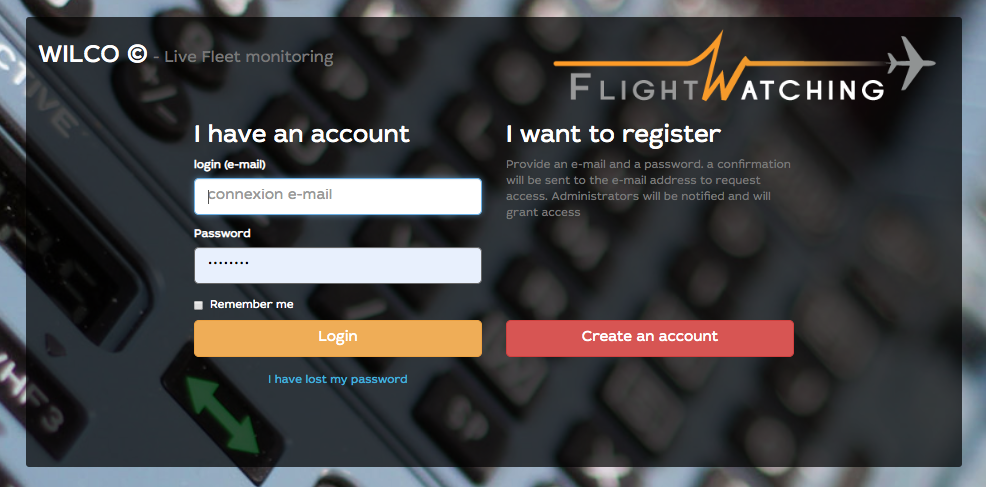 WILCO © - Live Fleet monitoring
FLIGHTWATCHING
I have an account
login (e-mail)
connexion e-mail
Password
••••••••
Remember me
Login
I have lost my password
I want to register
Provide an e-mail and a password. a confirmation
will be sent to the e-mail address to request
access. Administrators will be notified and will
grant access
Create an account
CTIVE
+/-
VHF3
SP